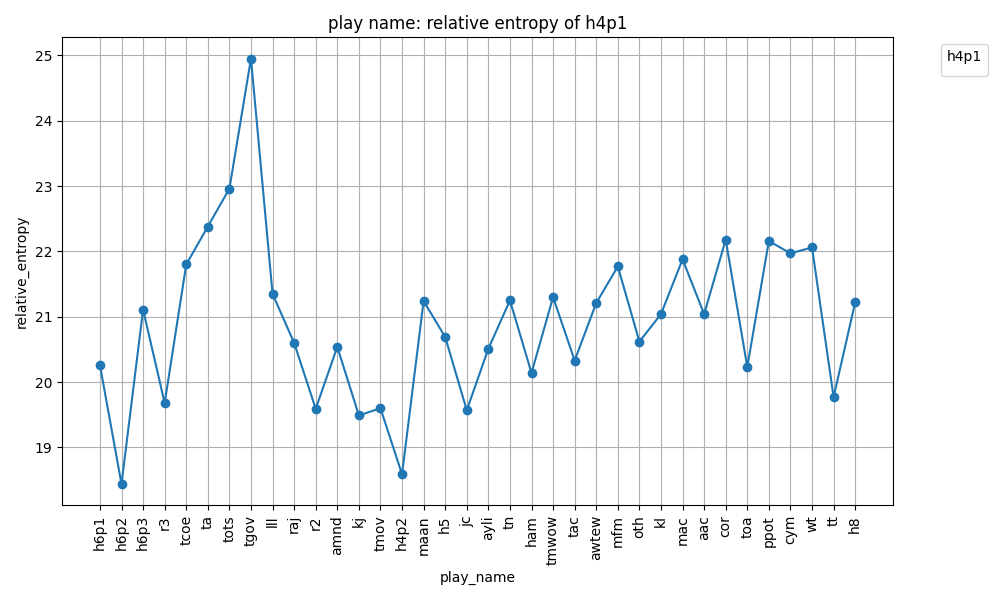 play name: relative entropy of h4p1
h4p1
25
24
23
22
21
20
19
relative_entropy
h6p1 h6p2 h6p3 r3 tcoe ta tots tgov lll raj r2 amnd kj tmov h4p2 maan h5 jc ayli tn ham tmwow tac awtew mfm oth kl mac aac cor toa ppot cym wt tt h8
play_name